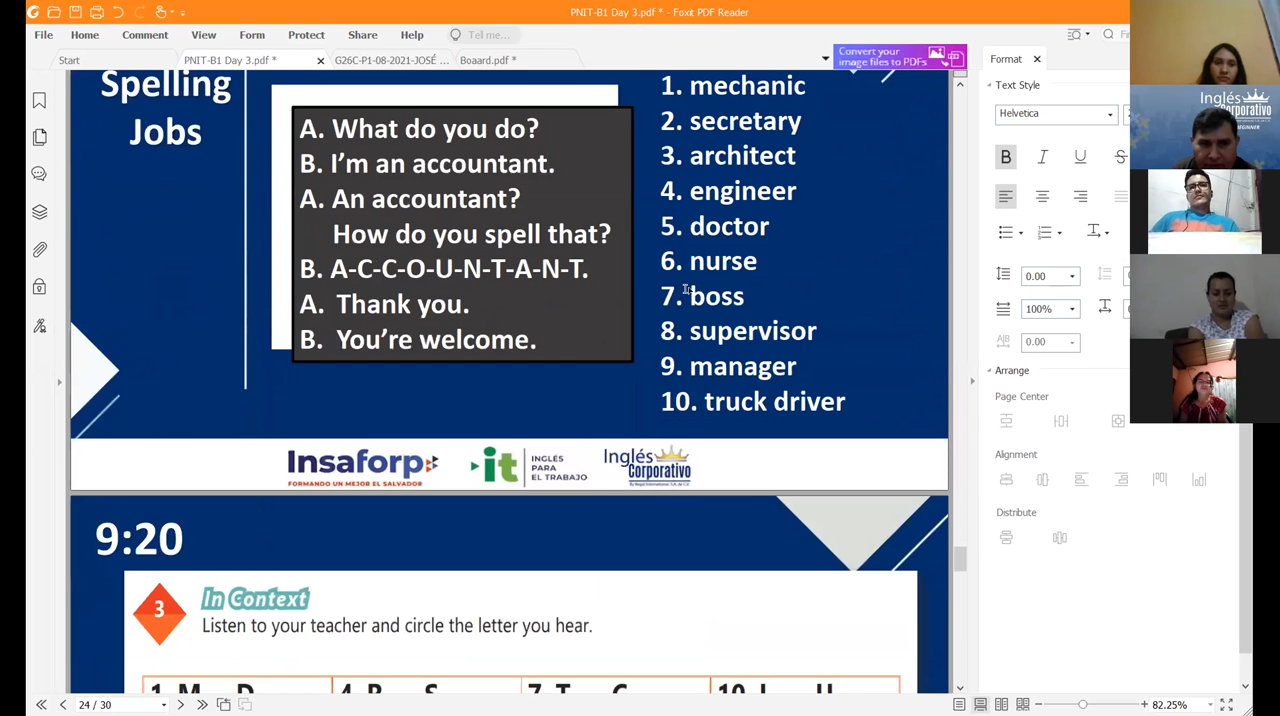 PNIT-B1 Day 3.pdf * - Foxit PDF Reader
File Home Comment View Form Protect Share Help Tell me...
Start
PNIT-B1 Day 3.pdf *
G26C-P1-08-2021-JOSÉ ...
Boaard.pdf *
Convert your
image files to PDFs
Spelling
Jobs
A. What do you do?
B. I'm an accountant.
A. An accountant?
How do you spell that?
B. A-C-C-O-U-N-T-A-N-T.
A. Thank you.
B. You're welcome.
1. mechanic
2. secretary
3. architect
4. engineer
5. doctor
6. nurse
7. boss
8. supervisor
9. manager
10. truck driver
Insaforp
FORMANDO UN MEJOR EL SALVADOR
it
INGLÉS
PARA
EL TRABAJO
Inglés
Corporativo
9:20
3
In Context
Listen to your teacher and circle the letter you hear.
24 / 30
82.25%
Format
Text Style
Helvetica
B I U S
0.00
100%
0.00
Arrange
Page Center
Alignment
Distribute
Inglés
Corporativo